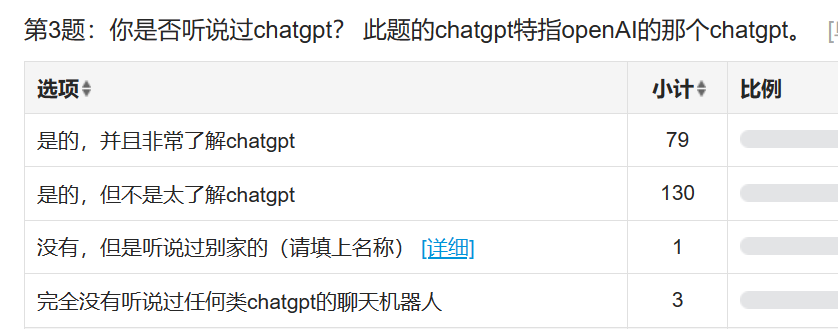 第3题：你是否听说过chatgpt？ 此题的chatgpt特指openAI的那个chatgpt。 [
选项 小计 比例
是的，并且非常了解chatgpt 79
是的，但不是太了解chatgpt 130
没有，但是听说过别家的（请填上名称） [详细] 1
完全没有听说过任何类chatgpt的聊天机器人 3